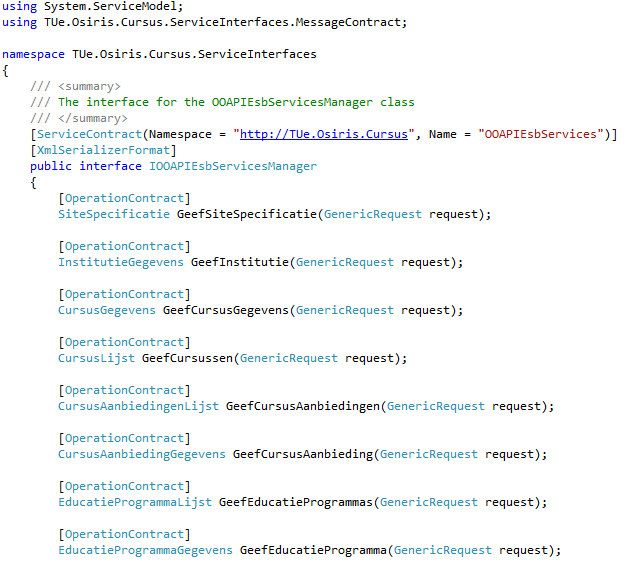 using System.ServiceModel;
using TUe.Osiris.Cursus.ServiceInterfaces.MessageContract;
namespace TUe.Osiris.Cursus.ServiceInterfaces
{
/// <summary>
/// The interface for the OOAPIEsbServicesManager class
/// </summary>
[ServiceContract(Namespace = "http://TUe.Osiris.Cursus", Name = "OOAPIEsbServices")]
[XmlSerializerFormat]
public interface IOOAPIEsbServicesManager
{
[OperationContract]
SiteSpecificatie GeefSiteSpecificatie(GenericRequest request);
[OperationContract]
InstitutieGegevens GeefInstitutie(GenericRequest request);
[OperationContract]
CursusGegevens GeefCursusGegevens(GenericRequest request);
[OperationContract]
CursusLijst GeefCursussen(GenericRequest request);
[OperationContract]
CursusAanbiedingenLijst GeefCursusAanbiedingen(GenericRequest request);
[OperationContract]
CursusAanbiedingGegevens GeefCursusAanbieding(GenericRequest request);
[OperationContract]
EducatieProgrammaLijst GeefEducatieProgrammas(GenericRequest request);
[OperationContract]
EducatieProgrammaGegevens GeefEducatieProgramma(GenericRequest request);